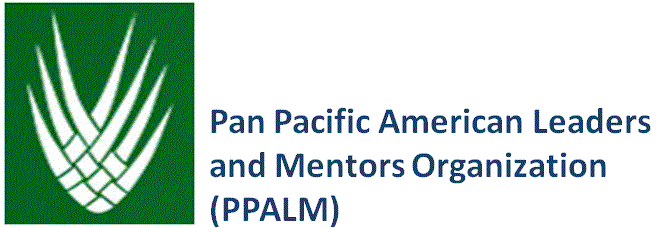 Pan Pacific American Leaders
and Mentors Organization
(PPALM)